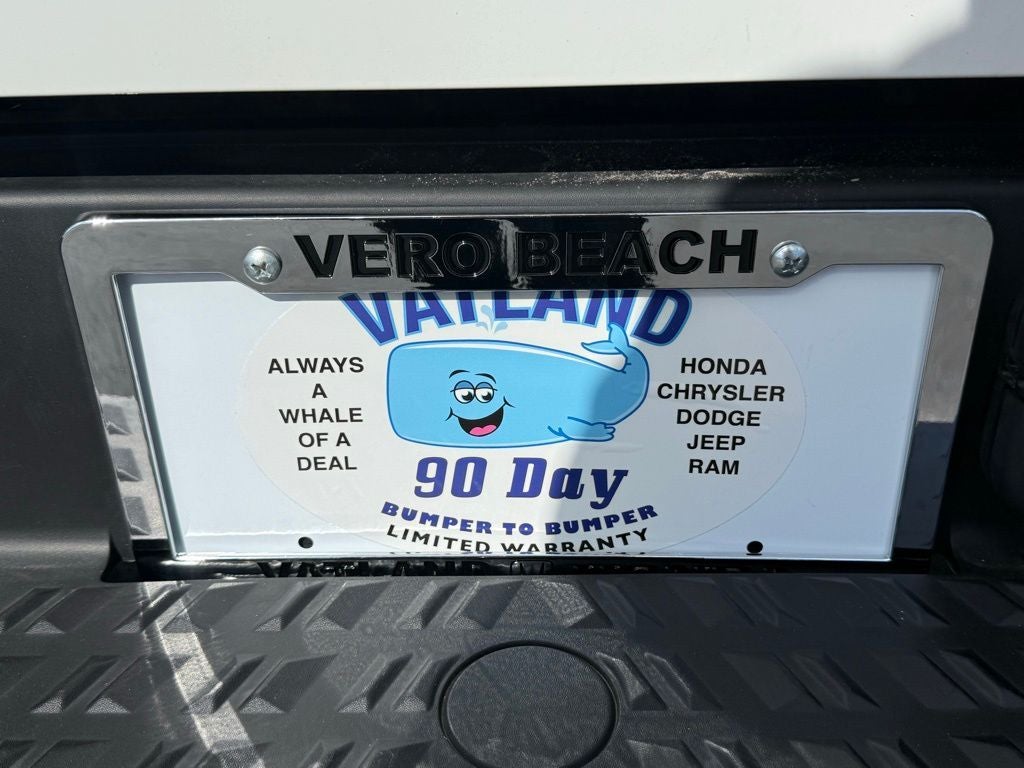 VERO BEACH
VATLAND
ALWAYS
A
WHALE
OF A
DEAL
HONDA
CHRYSLER
DODGE
JEEP
RAM
90 Day
BUMPER TO BUMPER
LIMITED WARRANTY